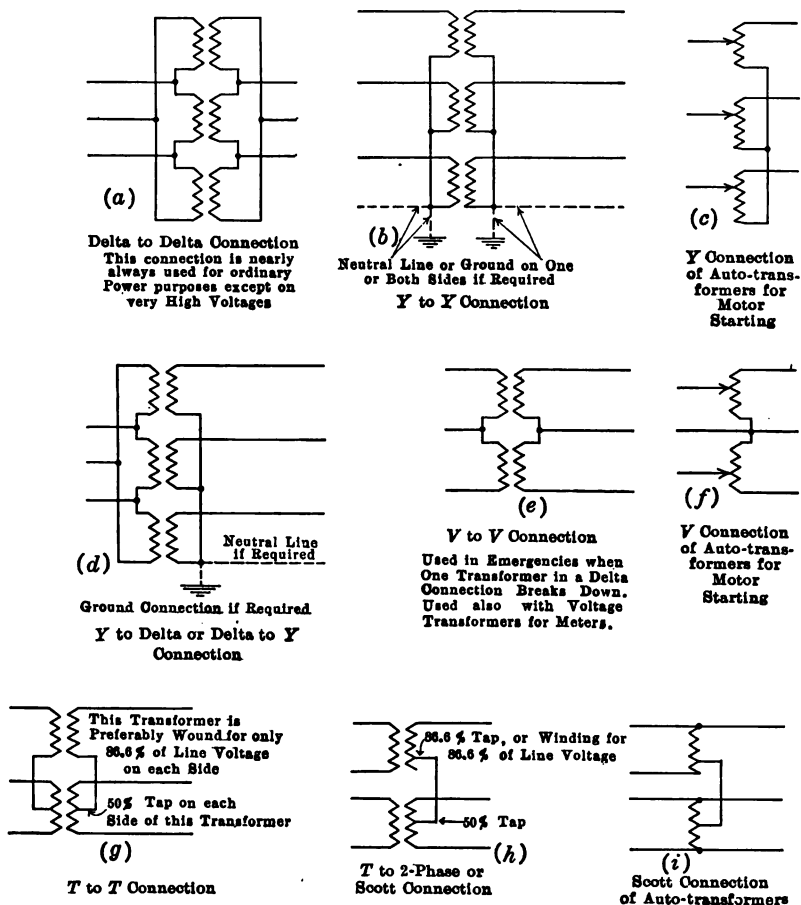 (a)
Delta to Delta Connection
This connection is nearly
always used for ordinary
Power purposes except on
very High Voltages
(b)
Neutral Line or Ground on One
or Both Sides if Required
Y to Y Connection
(c)
Y Connection
of Auto-trans-
formers for
Motor
Starting
(d)
Neutral Line
if Required
Ground Connection if Required
Y to Delta or Delta to Y
Connection
(e)
V to V Connection
Used in Emergencies when
One Transformer in a Delta
Connection Breaks Down.
Used also with Voltage
Transformers for Meters.
(f)
V Connection
of Auto-trans-
formers for
Motor
Starting
This Transformer is
Preferably Wound for only
86.6% of Line Voltage
on each Side
50% Tap on each
Side of this Transformer
(g)
T to T Connection
86.6% Tap, or Winding for
86.6% of Line Voltage
50% Tap
(h)
T to 2-Phase or
Scott Connection
(i)
Scott Connection
of Auto-transformers